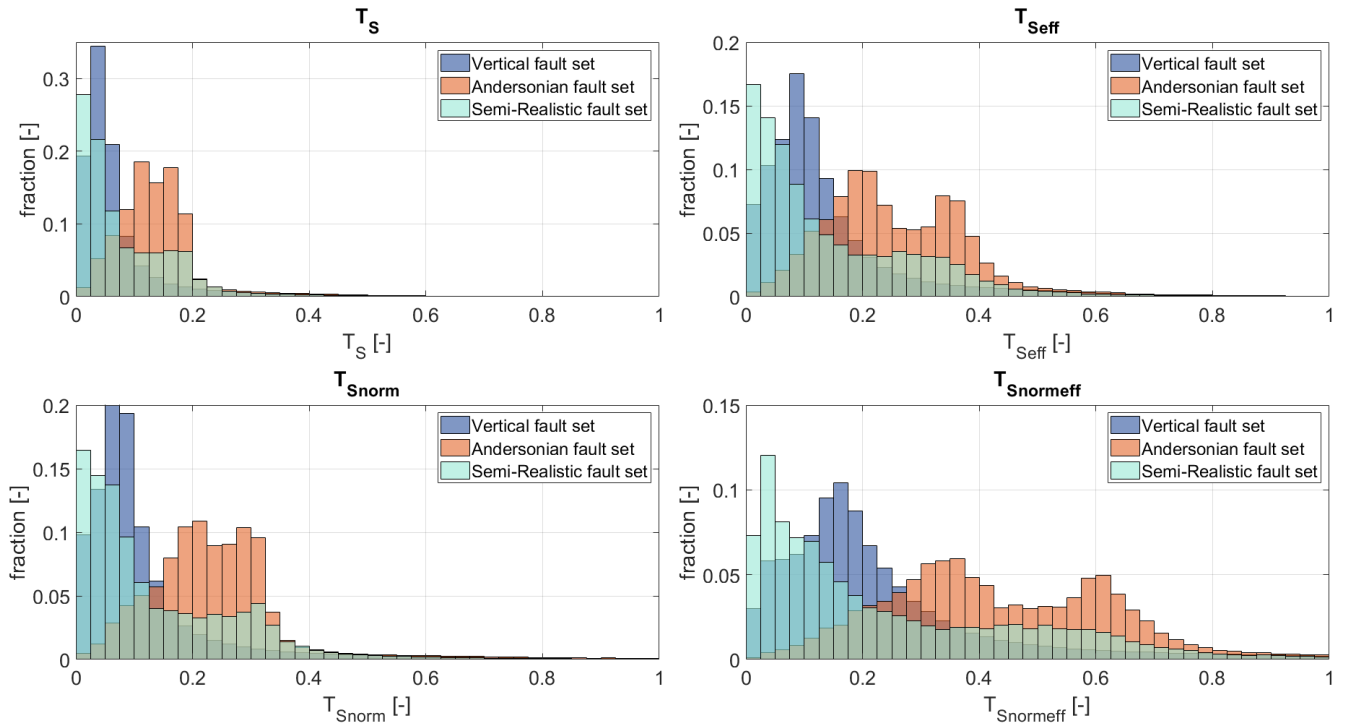 T_S
fraction [-]
0.3
0.2
0.1
0
Vertical fault set
Andersonian fault set
Semi-Realistic fault set
0 0.2 0.4 0.6 0.8 1
T_S [-]
T_Seff
fraction [-]
0.2
0.15
0.1
0.05
0
Vertical fault set
Andersonian fault set
Semi-Realistic fault set
0 0.2 0.4 0.6 0.8 1
T_Seff [-]
T_Snorm
fraction [-]
0.2
0.15
0.1
0.05
0
Vertical fault set
Andersonian fault set
Semi-Realistic fault set
0 0.2 0.4 0.6 0.8 1
T_Snorm [-]
T_Snormeff
fraction [-]
0.15
0.1
0.05
0
Vertical fault set
Andersonian fault set
Semi-Realistic fault set
0 0.2 0.4 0.6 0.8 1
T_Snormeff [-]